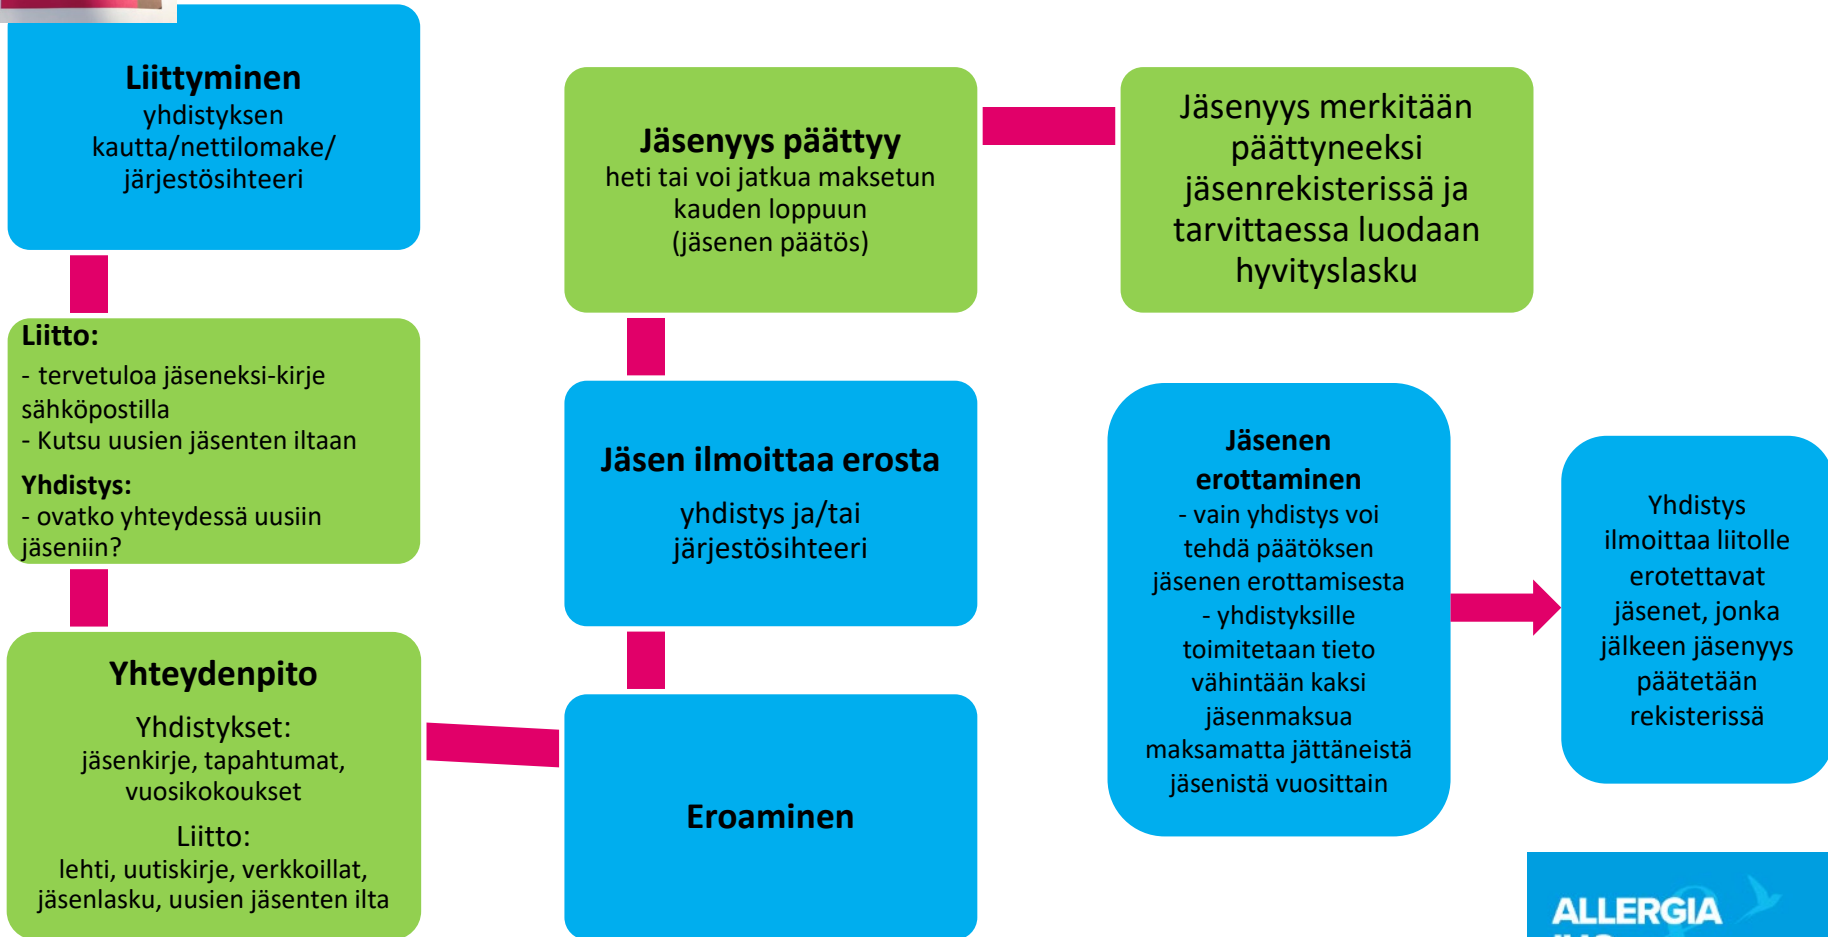 Liittyminen
yhdistyksen
kautta/nettilomake/
järjestösihteeri
Liitto:
- tervetuloa jäseneksi-kirje
sähköpostilla
- Kutsu uusien jäsenten iltaan
Yhdistys:
- ovatko yhteydessä uusiin
jäseniin?
Yhteydenpito
Yhdistykset:
jäsenkirje, tapahtumat,
vuosikokoukset
Liitto:
lehti, uutiskirje, verkkoillat,
jäsenlasku, uusien jäsenten ilta
Eroaminen
Jäsen ilmoittaa erosta
yhdistys ja/tai
järjestösihteeri
Jäsenyys päättyy
heti tai voi jatkua maksetun
kauden loppuun
(jäsenen päätös)
Jäsenyys merkitään
päättyneeksi
jäsenrekisterissä ja
tarvittaessa luodaan
hyvityslasku
Jäsenen
erottaminen
- vain yhdistys voi
tehdä päätöksen
jäsenen erottamisesta
- yhdistyksille
toimitetaan tieto
vähintään kaksi
jäsenmaksua
maksamatta jättäneistä
jäsenistä vuosittain
Yhdistys
ilmoittaa liitolle
erotettavat
jäsenet, jonka
jälkeen jäsenyys
päätetään
rekisterissä
ALLERGIA